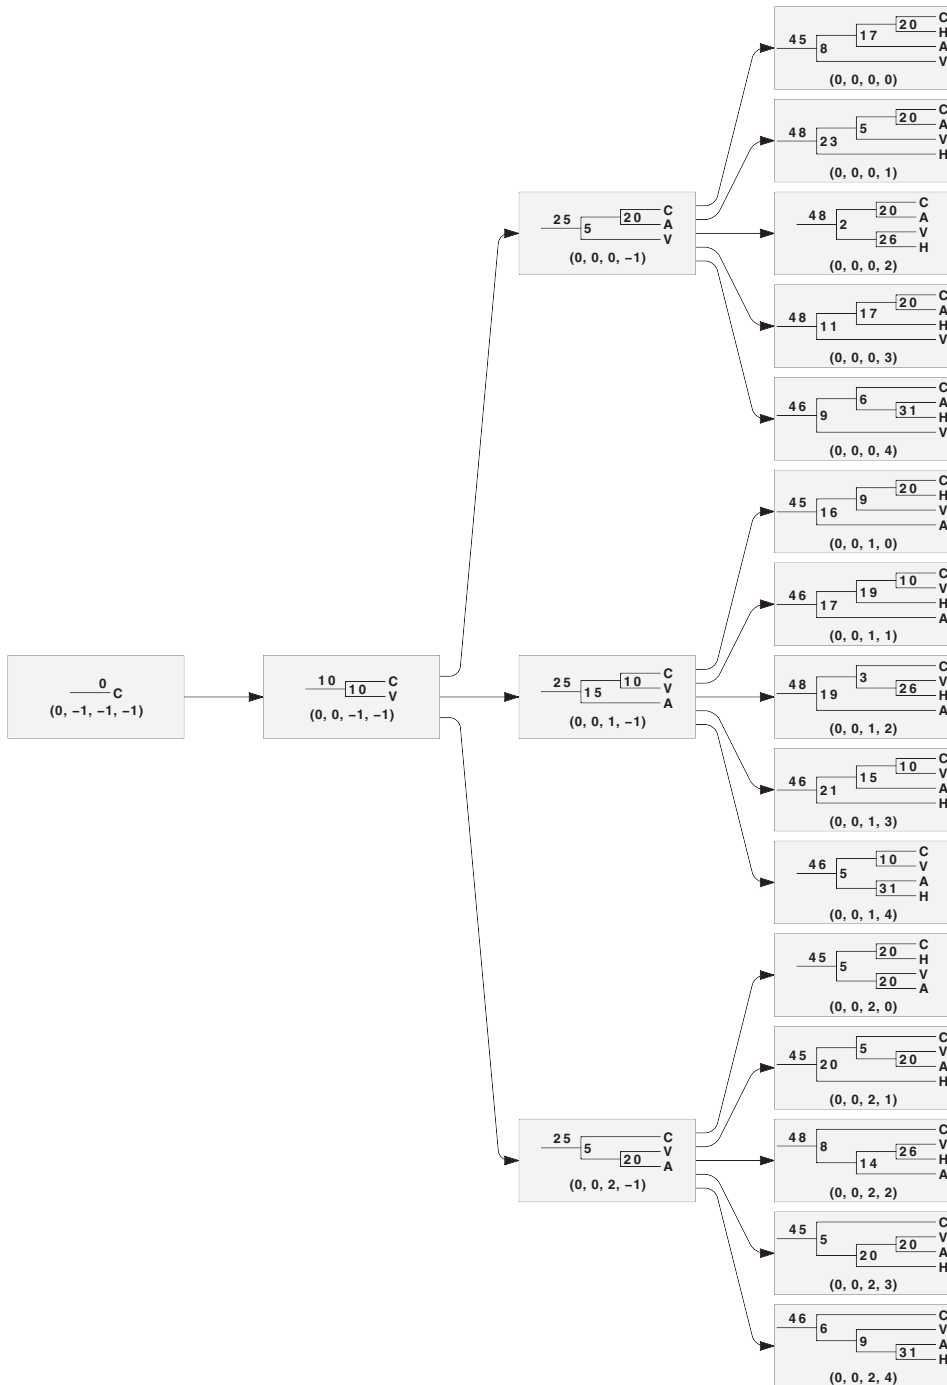 0
C
(0, −1, −1, −1)
10
10
C
V
(0, 0, −1, −1)
25
5
20
C
A
V
(0, 0, 0, −1)
25
15
10
C
V
A
(0, 0, 1, −1)
25
5
20
C
V
A
(0, 0, 2, −1)
45
8
17
20
C
H
A
V
(0, 0, 0, 0)
48
23
5
20
C
A
V
H
(0, 0, 0, 1)
48
2
20
26
C
A
V
H
(0, 0, 0, 2)
48
11
17
20
C
A
H
V
(0, 0, 0, 3)
46
9
6
31
C
A
H
V
(0, 0, 0, 4)
45
16
9
20
C
H
V
A
(0, 0, 1, 0)
46
17
19
10
C
V
H
A
(0, 0, 1, 1)
48
19
3
26
C
V
H
A
(0, 0, 1, 2)
46
21
15
10
C
V
A
H
(0, 0, 1, 3)
46
5
10
31
C
V
A
H
(0, 0, 1, 4)
45
5
20
20
C
H
V
A
(0, 0, 2, 0)
45
20
5
20
C
V
A
H
(0, 0, 2, 1)
48
8
14
26
C
V
H
A
(0, 0, 2, 2)
45
5
20
20
C
V
A
H
(0, 0, 2, 3)
46
6
9
31
C
V
A
H
(0, 0, 2, 4)